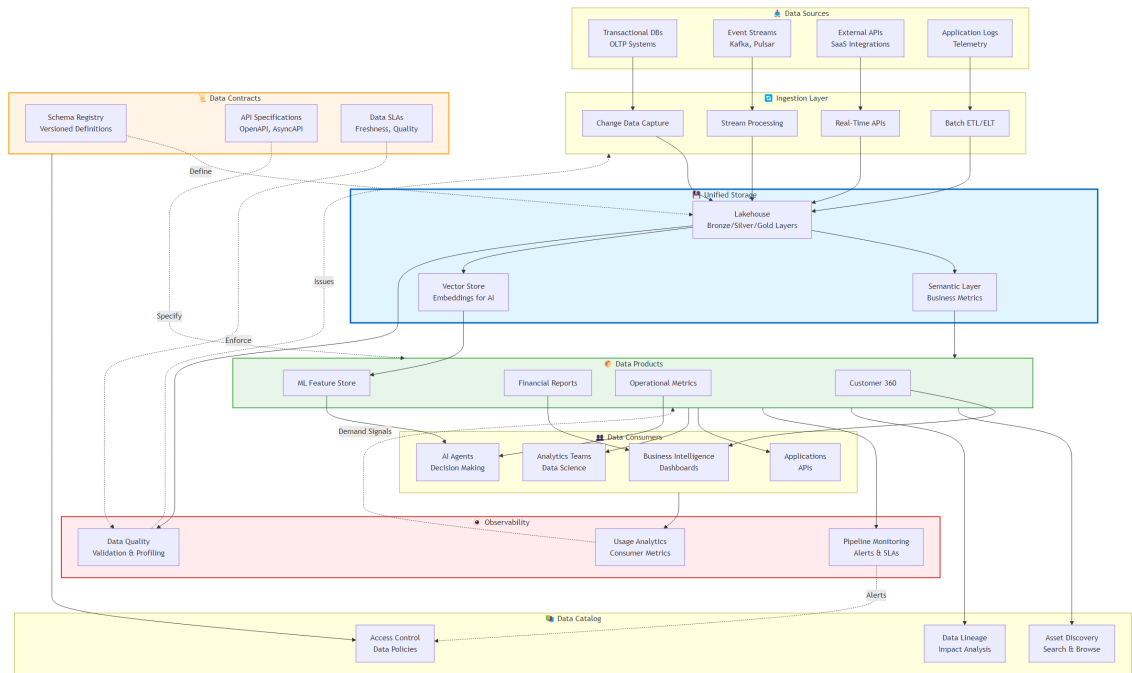 Data Sources
Transactional DBs
OLTP Systems
Event Streams
Kafka, Pulsar
External APIs
SaaS Integrations
Application Logs
Telemetry
Data Contracts
Schema Registry
Versioned Definitions
API Specifications
OpenAPI, AsyncAPI
Data SLAs
Freshness, Quality
Ingestion Layer
Change Data Capture
Stream Processing
Real-Time APIs
Batch ETL/ELT
Define
Unified Storage
Lakehouse
Bronze/Silver/Gold Layers
Issues
Vector Store
Embeddings for AI
Semantic Layer
Business Metrics
Specify
Enforce
Data Products
ML Feature Store
Financial Reports
Operational Metrics
Customer 360
Demand Signals
Data Consumers
AI Agents
Decision Making
Analytics Teams
Data Science
Business Intelligence
Dashboards
Applications
APIs
Observability
Data Quality
Validation & Profiling
Usage Analytics
Consumer Metrics
Pipeline Monitoring
Alerts & SLAs
Alerts
Data Catalog
Access Control
Data Policies
Data Lineage
Impact Analysis
Asset Discovery
Search & Browse